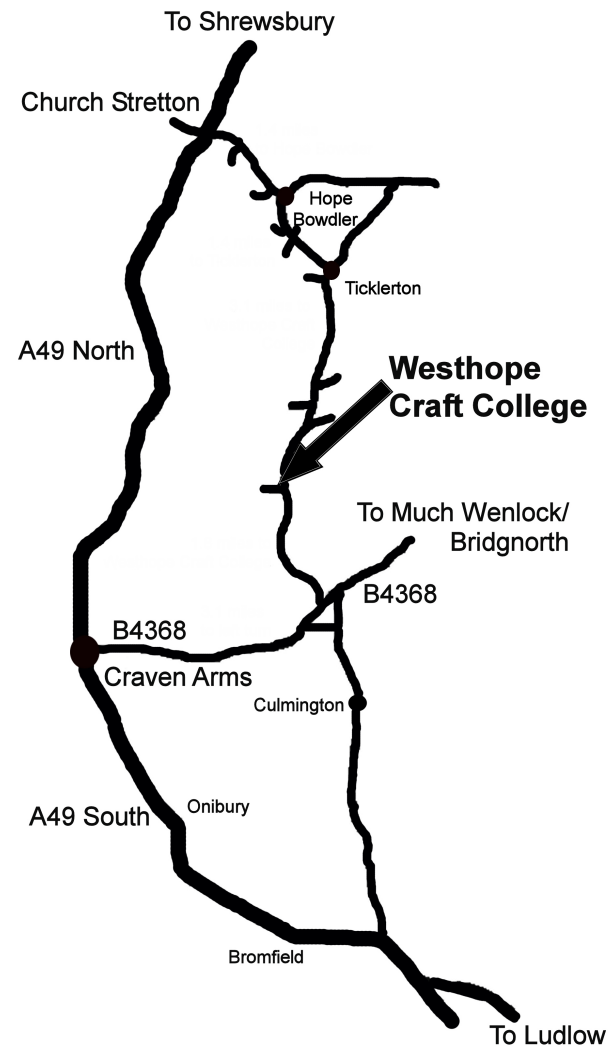 To Shrewsbury
Church Stretton
Hope
Bowdler
Ticklerton
A49 North
Westhope
Craft College
To Much Wenlock/
Bridgnorth
B4368
B4368
Craven Arms
Culmington
Onibury
A49 South
Bromfield
To Ludlow